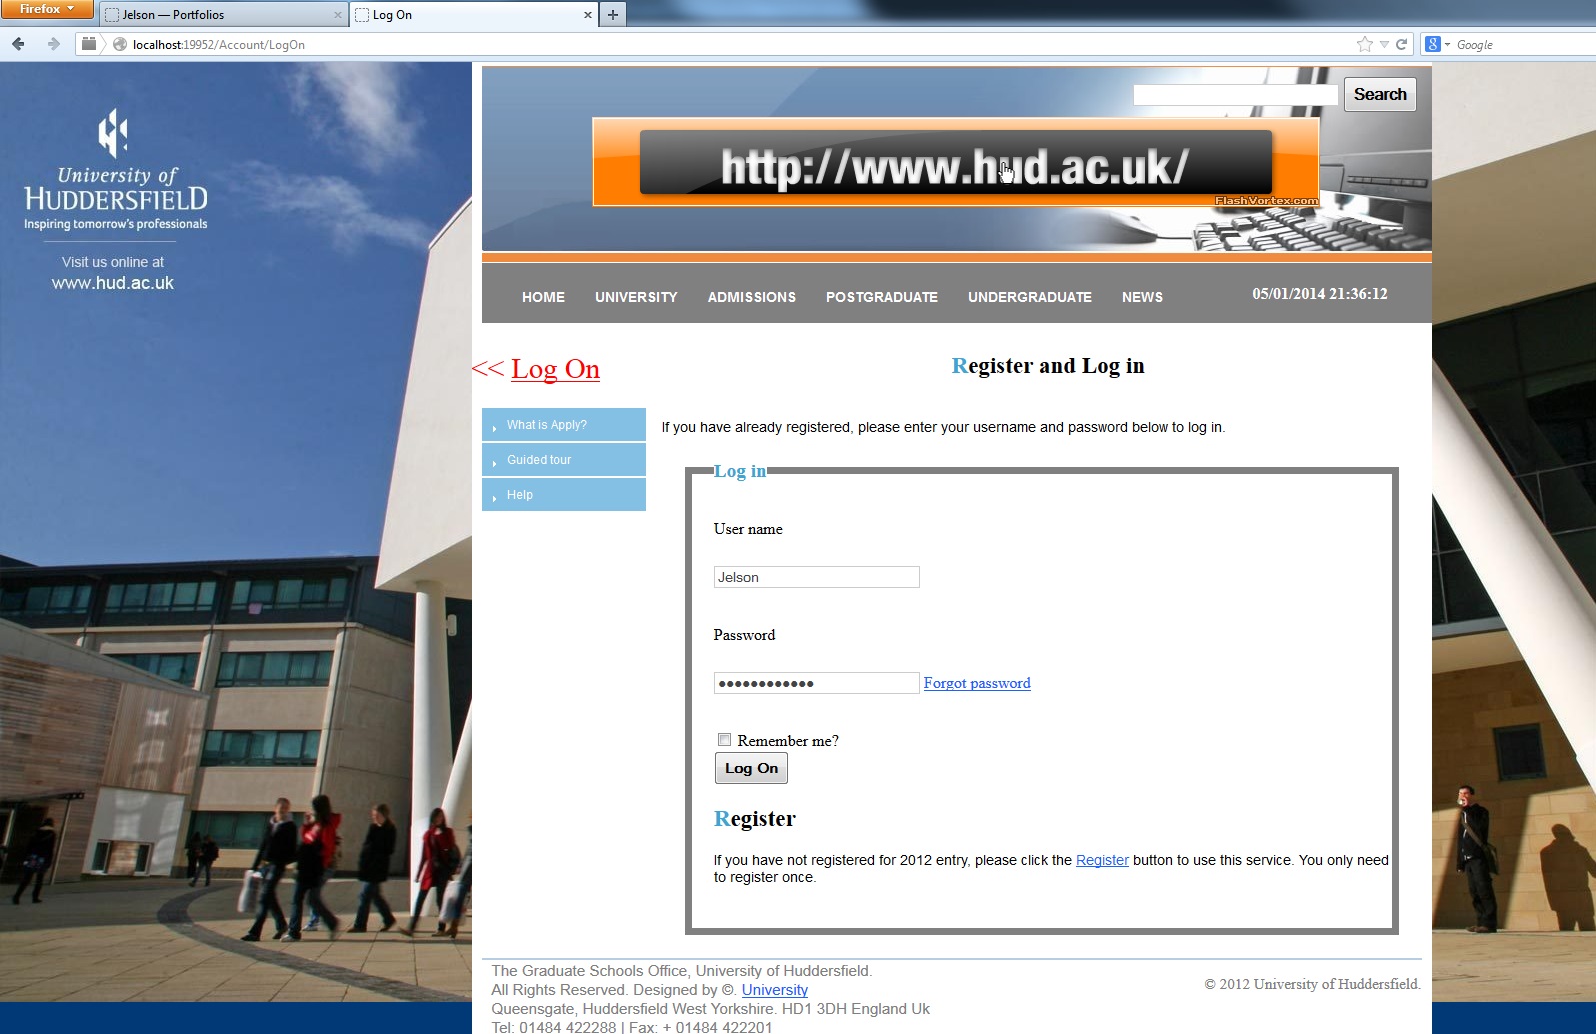 Firefox
Jelson — Portfolios
Log On
localhost:19952/Account/LogOn
Google
University of
HUDDERSFIELD
Inspiring tomorrow's professionals
Visit us online at
www.hud.ac.uk
Search
http://www.hud.ac.uk/
FlashVortex.com
HOME UNIVERSITY ADMISSIONS POSTGRADUATE UNDERGRADUATE NEWS
05/01/2014 21:36:12
<< Log On
Register and Log in
What is Apply?
Guided tour
Help
If you have already registered, please enter your username and password below to log in.
Log in
User name
Jelson
Password
●●●●●●●●●●●● Forgot password
Remember me?
Log On
Register
If you have not registered for 2012 entry, please click the Register button to use this service. You only need
to register once.
The Graduate Schools Office, University of Huddersfield.
All Rights Reserved. Designed by ©. University
Queensgate, Huddersfield West Yorkshire. HD1 3DH England Uk
Tel: 01484 422288 | Fax: + 01484 422201
© 2012 University of Huddersfield.